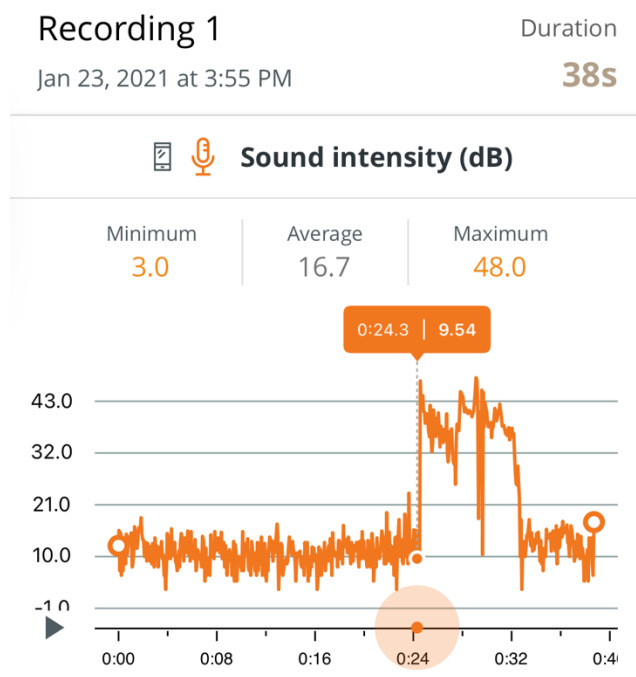 Recording 1
Duration
Jan 23, 2021 at 3:55 PM
38s
Sound intensity (dB)
Minimum
Average
Maximum
3.0
16.7
48.0
0:24.3 | 9.54
43.0
32.0
21.0
10.0
-1.0
0:00 0:08 0:16 0:24 0:32